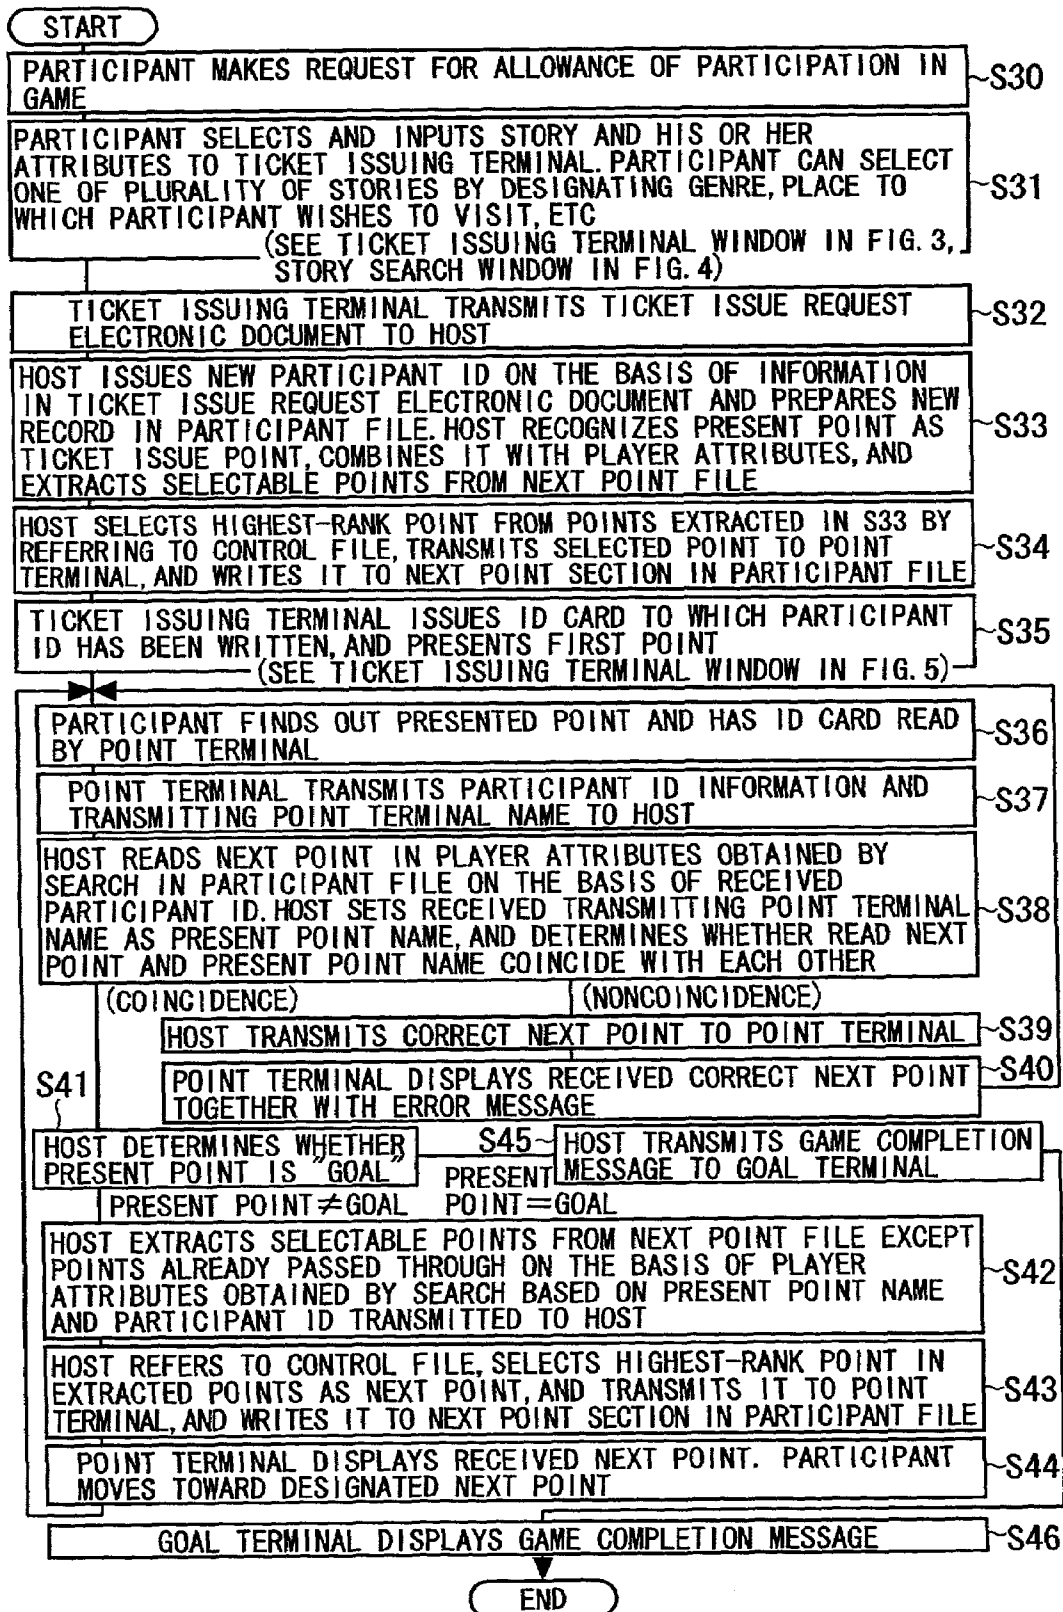 START
PARTICIPANT MAKES REQUEST FOR ALLOWANCE OF PARTICIPATION IN
GAME
S30
PARTICIPANT SELECTS AND INPUTS STORY AND HIS OR HER
ATTRIBUTES TO TICKET ISSUING TERMINAL. PARTICIPANT CAN SELECT
ONE OF PLURALITY OF STORIES BY DESIGNATING GENRE, PLACE TO
WHICH PARTICIPANT WISHES TO VISIT, ETC
(SEE TICKET ISSUING TERMINAL WINDOW IN FIG. 3,
STORY SEARCH WINDOW IN FIG. 4)
S31
TICKET ISSUING TERMINAL TRANSMITS TICKET ISSUE REQUEST
ELECTRONIC DOCUMENT TO HOST
S32
HOST ISSUES NEW PARTICIPANT ID ON THE BASIS OF INFORMATION
IN TICKET ISSUE REQUEST ELECTRONIC DOCUMENT AND PREPARES NEW
RECORD IN PARTICIPANT FILE. HOST RECOGNIZES PRESENT POINT AS
TICKET ISSUE POINT, COMBINES IT WITH PLAYER ATTRIBUTES, AND
EXTRACTS SELECTABLE POINTS FROM NEXT POINT FILE
S33
HOST SELECTS HIGHEST-RANK POINT FROM POINTS EXTRACTED IN S33 BY
REFERRING TO CONTROL FILE, TRANSMITS SELECTED POINT TO POINT
TERMINAL, AND WRITES IT TO NEXT POINT SECTION IN PARTICIPANT FILE
S34
TICKET ISSUING TERMINAL ISSUES ID CARD TO WHICH PARTICIPANT
ID HAS BEEN WRITTEN, AND PRESENTS FIRST POINT
(SEE TICKET ISSUING TERMINAL WINDOW IN FIG. 5)
S35
PARTICIPANT FINDS OUT PRESENTED POINT AND HAS ID CARD READ
BY POINT TERMINAL
S36
POINT TERMINAL TRANSMITS PARTICIPANT ID INFORMATION AND
TRANSMITTING POINT TERMINAL NAME TO HOST
S37
HOST READS NEXT POINT IN PLAYER ATTRIBUTES OBTAINED BY
SEARCH IN PARTICIPANT FILE ON THE BASIS OF RECEIVED
PARTICIPANT ID. HOST SETS RECEIVED TRANSMITTING POINT TERMINAL
NAME AS PRESENT POINT NAME, AND DETERMINES WHETHER READ NEXT
POINT AND PRESENT POINT NAME COINCIDE WITH EACH OTHER
S38
(COINCIDENCE)
(NONCOINCIDENCE)
HOST TRANSMITS CORRECT NEXT POINT TO POINT TERMINAL
S39
POINT TERMINAL DISPLAYS RECEIVED CORRECT NEXT POINT
TOGETHER WITH ERROR MESSAGE
S40
S41
HOST DETERMINES WHETHER
PRESENT POINT IS "GOAL"
S45
HOST TRANSMITS GAME COMPLETION
MESSAGE TO GOAL TERMINAL
PRESENT POINT≠GOAL
PRESENT
POINT=GOAL
HOST EXTRACTS SELECTABLE POINTS FROM NEXT POINT FILE EXCEPT
POINTS ALREADY PASSED THROUGH ON THE BASIS OF PLAYER
ATTRIBUTES OBTAINED BY SEARCH BASED ON PRESENT POINT NAME
AND PARTICIPANT ID TRANSMITTED TO HOST
S42
HOST REFERS TO CONTROL FILE, SELECTS HIGHEST-RANK POINT IN
EXTRACTED POINTS AS NEXT POINT, AND TRANSMITS IT TO POINT
TERMINAL, AND WRITES IT TO NEXT POINT SECTION IN PARTICIPANT FILE
S43
POINT TERMINAL DISPLAYS RECEIVED NEXT POINT. PARTICIPANT
MOVES TOWARD DESIGNATED NEXT POINT
S44
GOAL TERMINAL DISPLAYS GAME COMPLETION MESSAGE
S46
END